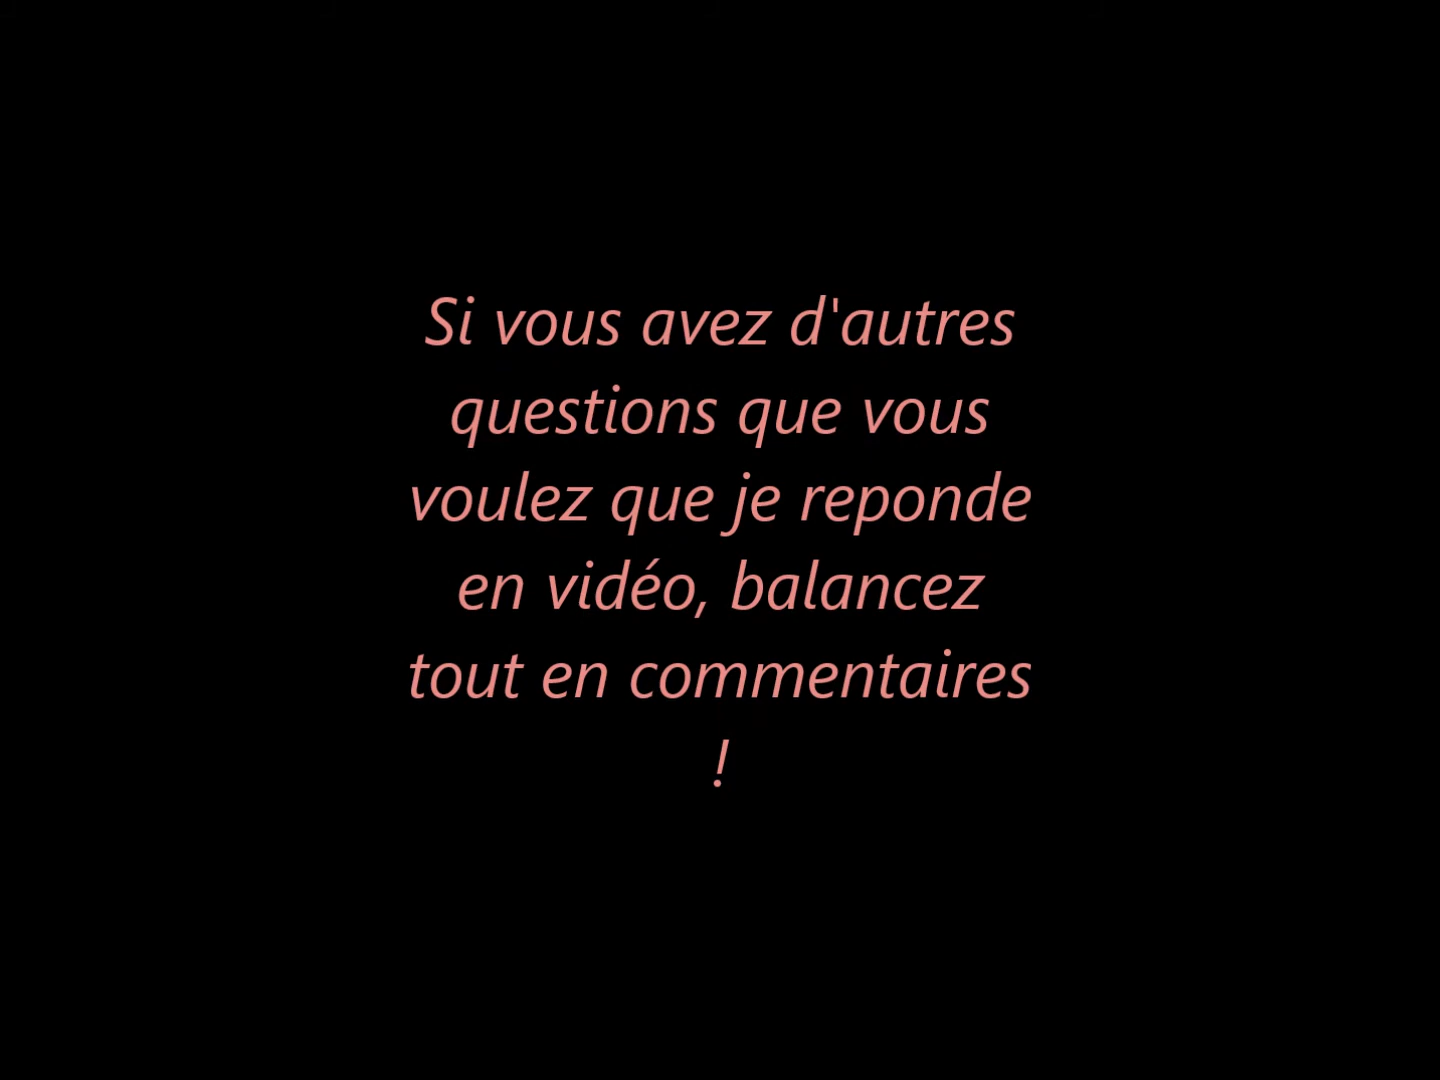 Si vous avez d'autres
questions que vous
voulez que je reponde
en vidéo, balancez
tout en commentaires
!